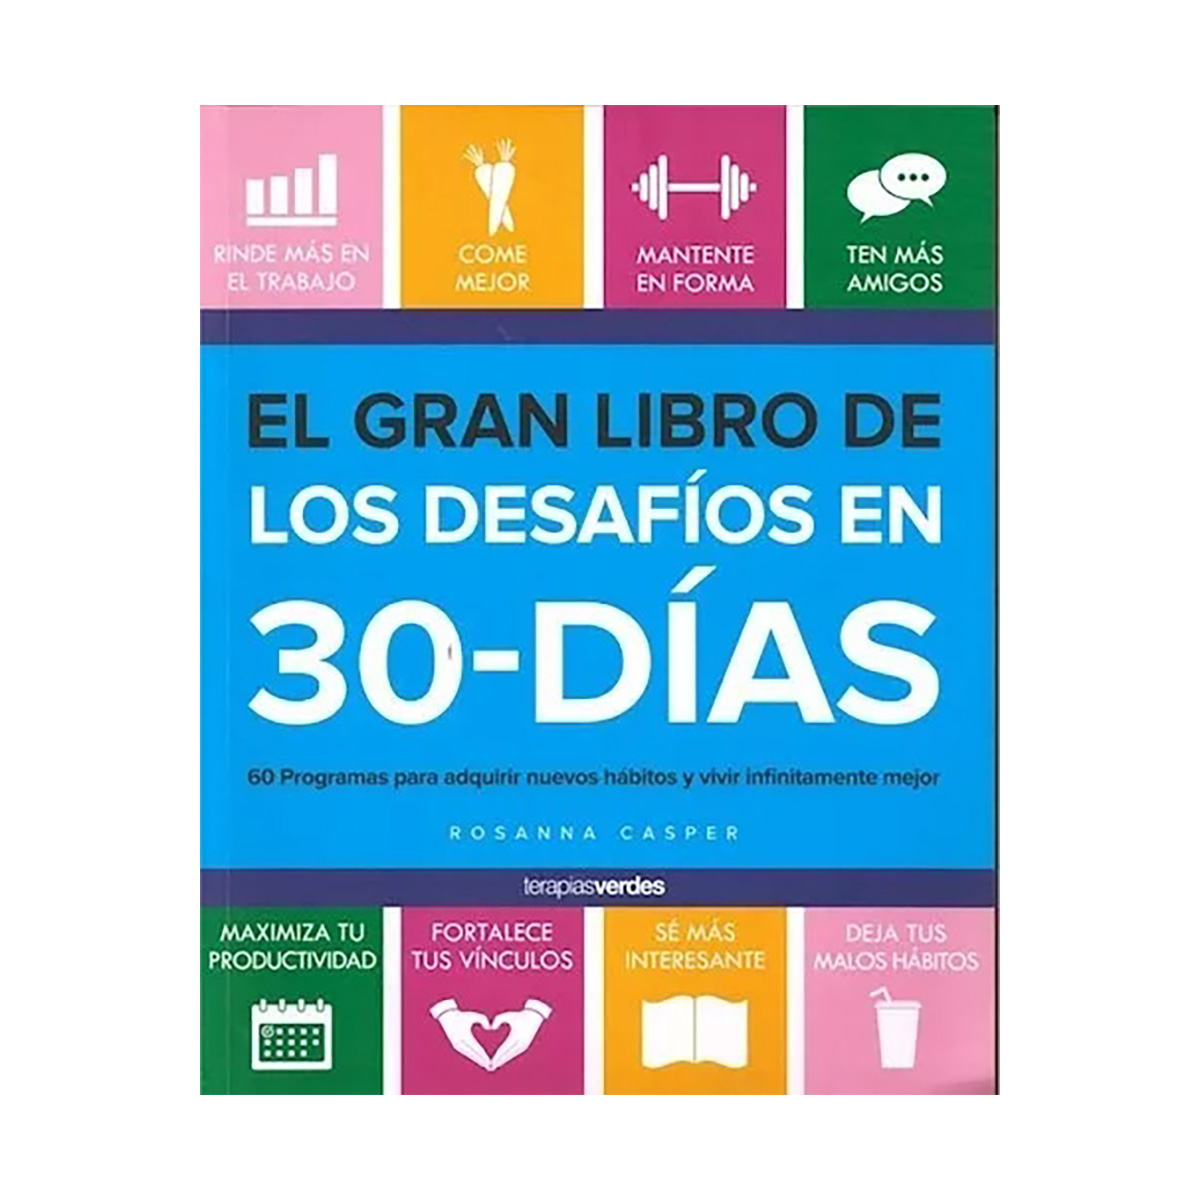 RINDE MÁS EN
EL TRABAJO
COME
MEJOR
MANTENTE
EN FORMA
TEN MÁS
AMIGOS
EL GRAN LIBRO DE
LOS DESAFÍOS EN
30-DÍAS
60 Programas para adquirir nuevos hábitos y vivir infinitamente mejor
ROSANNA CASPER
terapiasverdes
MAXIMIZA TU
PRODUCTIVIDAD
FORTALECE
TUS VÍNCULOS
SÉ MÁS
INTERESANTE
DEJA TUS
MALOS HÁBITOS